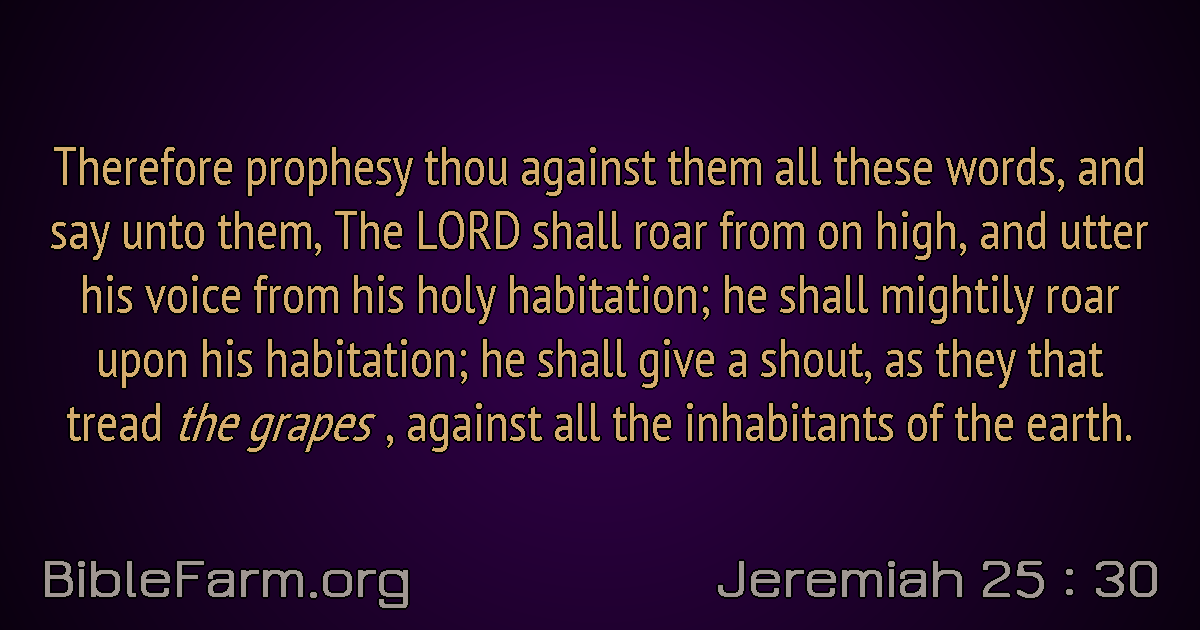 Therefore prophesy thou against them all these words, and
say unto them, The LORD shall roar from on high, and utter
his voice from his holy habitation; he shall mightily roar
upon his habitation; he shall give a shout, as they that
tread the grapes , against all the inhabitants of the earth.
BibleFarm.org
Jeremiah 25 : 30